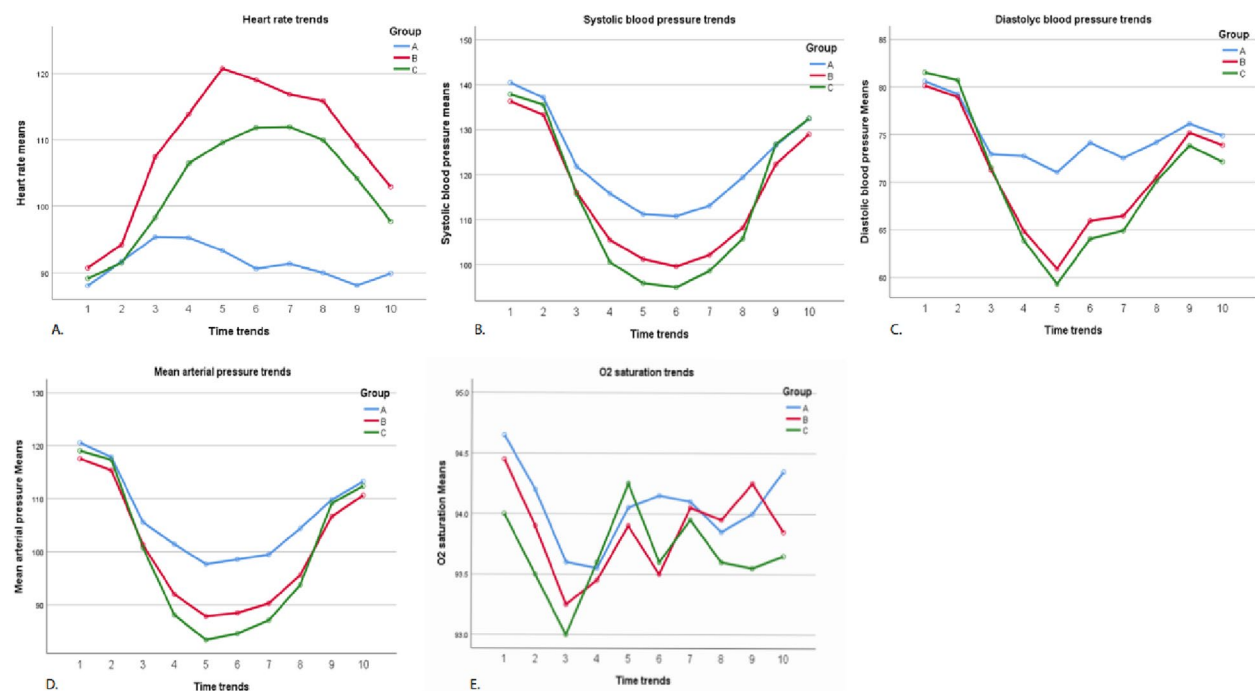 Heart rate trends
Group
A
B
C
Heart rate means
120
110
100
90
1 2 3 4 5 6 7 8 9 10
Time trends
A.
Systolic blood pressure trends
Group
A
B
C
Systolic blood pressure means
150
140
130
120
110
100
1 2 3 4 5 6 7 8 9 10
Time trends
B.
Diastolyc blood pressure trends
Group
A
B
C
Diastolic blood pressure Means
85
80
75
70
65
60
1 2 3 4 5 6 7 8 9 10
Time trends
C.
Mean arterial pressure trends
Group
A
B
C
Mean arterial pressure Means
130
120
110
100
90
1 2 3 4 5 6 7 8 9 10
Time trends
D.
O2 saturation trends
Group
A
B
C
O2 saturation Means
95.0
94.5
94.0
93.5
93.0
1 2 3 4 5 6 7 8 9 10
Time trends
E.